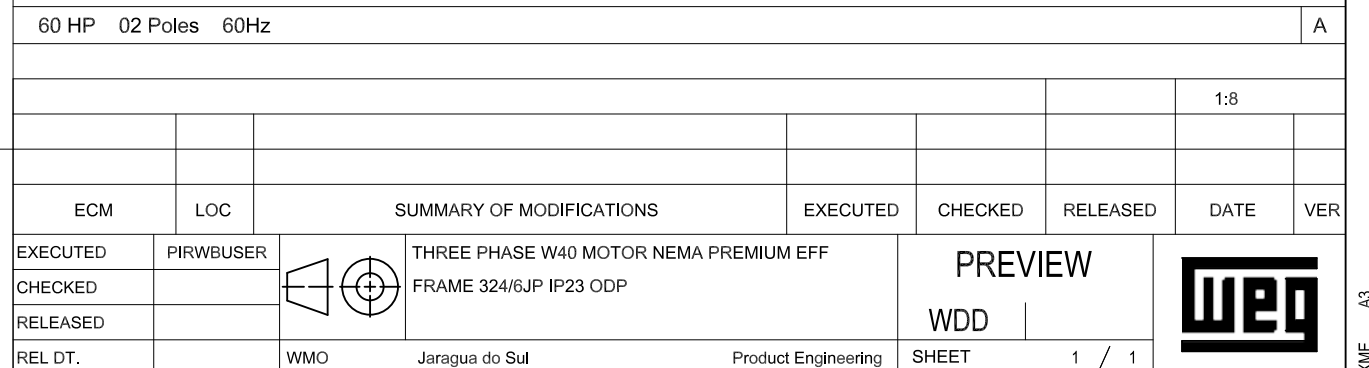 60 HP 02 Poles 60Hz
A
1:8
ECM LOC SUMMARY OF MODIFICATIONS EXECUTED CHECKED RELEASED DATE VER
EXECUTED PIRWBUSER
THREE PHASE W40 MOTOR NEMA PREMIUM EFF
PREVIEW
CHECKED
FRAME 324/6JP IP23 ODP
RELEASED
WDD
weg
REL DT.
WMO Jaragua do Sul Product Engineering SHEET 1 / 1
A3